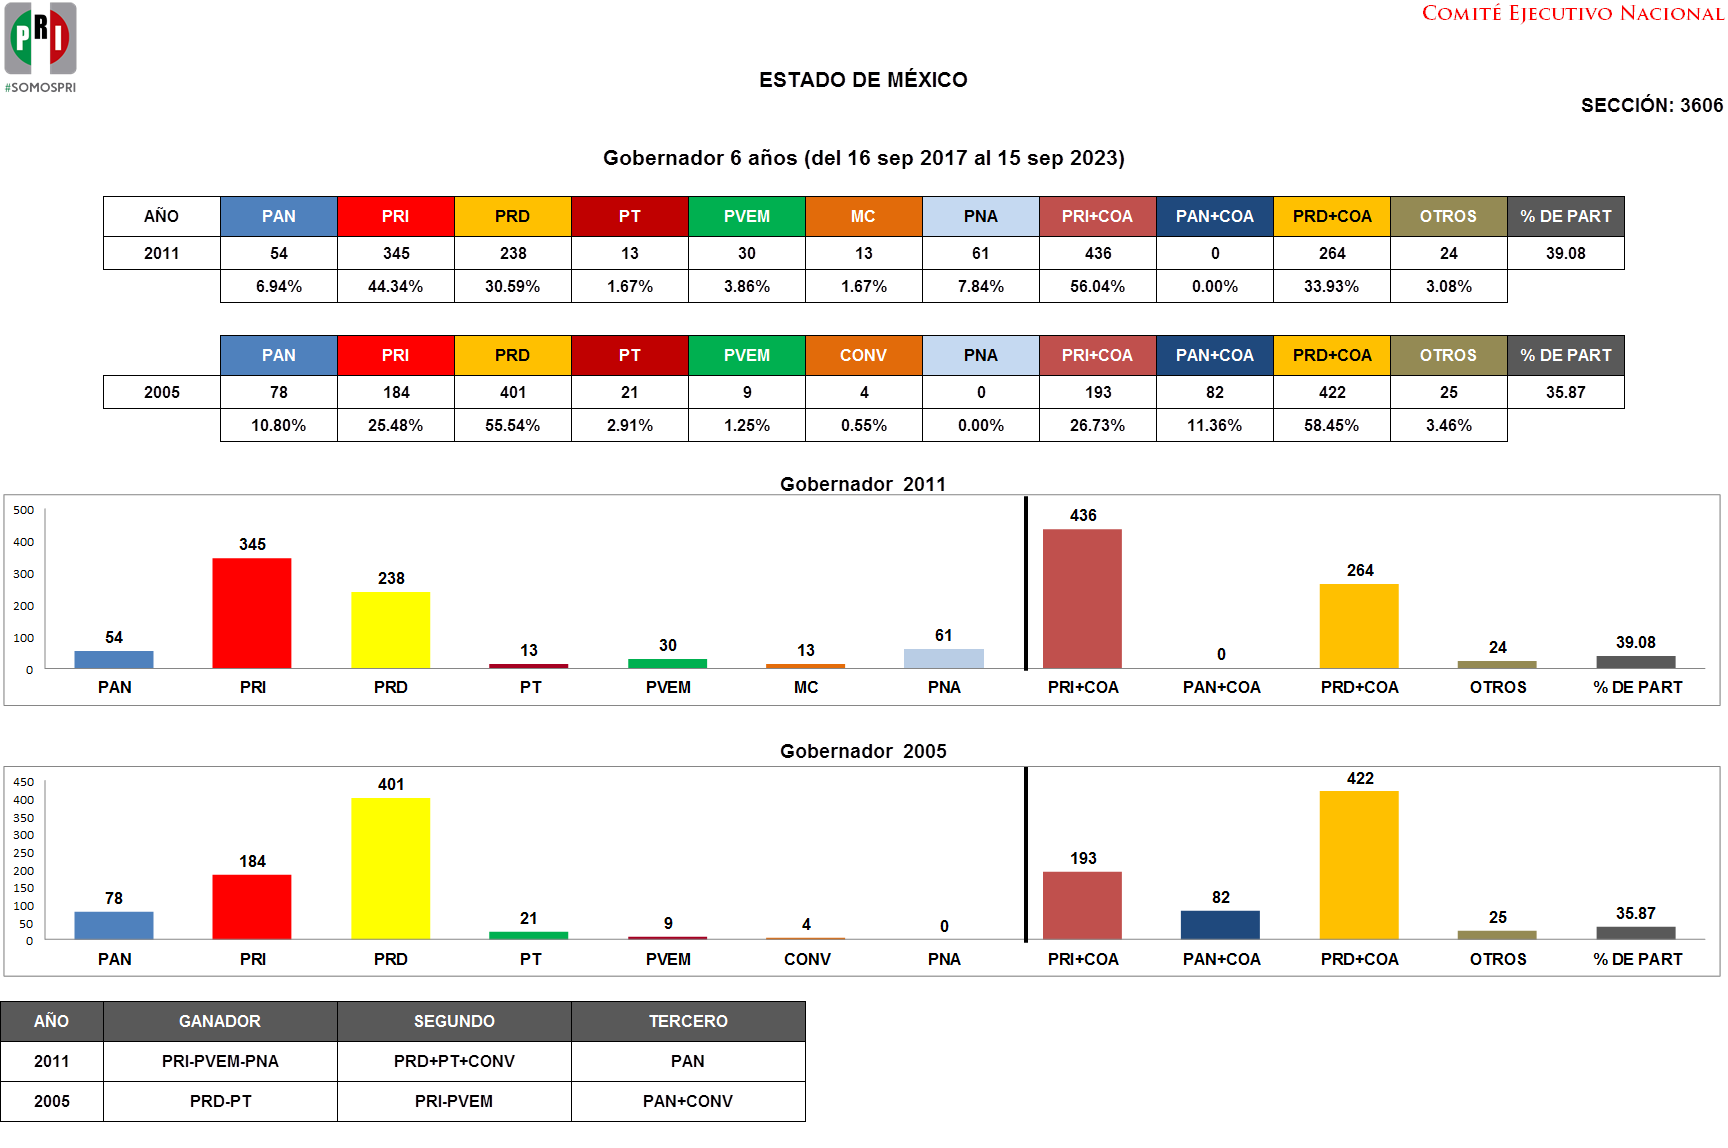 PRI
#SOMOSPRI
COMITÉ EJECUTIVO NACIONAL
ESTADO DE MÉXICO
SECCIÓN: 3606
Gobernador 6 años (del 16 sep 2017 al 15 sep 2023)
AÑO PAN PRI PRD PT PVEM MC PNA PRI+COA PAN+COA PRD+COA OTROS % DE PART
2011 54 345 238 13 30 13 61 436 0 264 24 39.08
6.94% 44.34% 30.59% 1.67% 3.86% 1.67% 7.84% 56.04% 0.00% 33.93% 3.08%
PAN PRI PRD PT PVEM CONV PNA PRI+COA PAN+COA PRD+COA OTROS % DE PART
2005 78 184 401 21 9 4 0 193 82 422 25 35.87
10.80% 25.48% 55.54% 2.91% 1.25% 0.55% 0.00% 26.73% 11.36% 58.45% 3.46%
Gobernador 2011
500
400
300
200
100
0
54 345 238 13 30 13 61 436 0 264 24 39.08
PAN PRI PRD PT PVEM MC PNA PRI+COA PAN+COA PRD+COA OTROS % DE PART
Gobernador 2005
450
400
350
300
250
200
150
100
50
0
78 184 401 21 9 4 0 193 82 422 25 35.87
PAN PRI PRD PT PVEM CONV PNA PRI+COA PAN+COA PRD+COA OTROS % DE PART
AÑO GANADOR SEGUNDO TERCERO
2011 PRI-PVEM-PNA PRD+PT+CONV PAN
2005 PRD-PT PRI-PVEM PAN+CONV